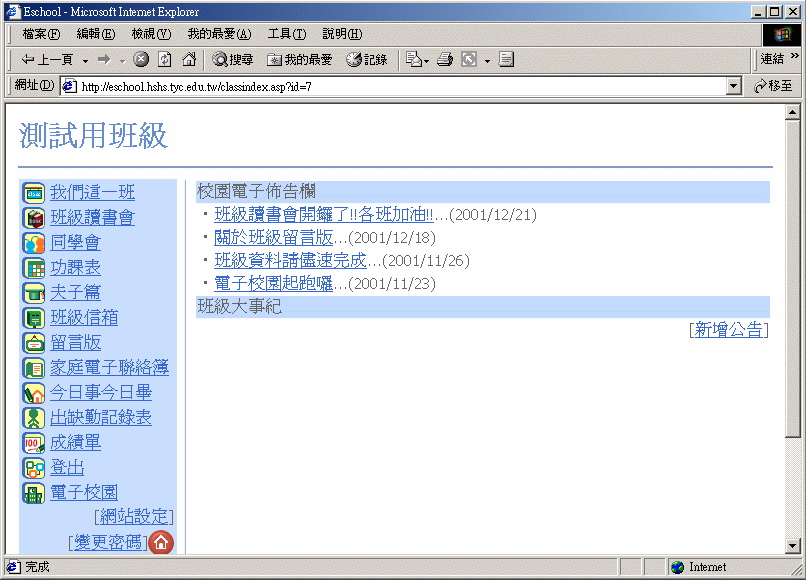 Eschool - Microsoft Internet Explorer
檔案(F) 編輯(E) 檢視(V) 我的最愛(A) 工具(T) 說明(H)
上一頁 搜尋 我的最愛 記錄 連結 »
網址(D) http://eschool.hshs.tyc.edu.tw/classindex.asp?id=7 移至
測試用班級
我們這一班
班級讀書會
同學會
功課表
夫子篇
班級信箱
留言版
家庭電子聯絡簿
今日事今日畢
出缺勤記錄表
100
成績單
登出
電子校園
[網站設定]
[變更密碼]
校園電子佈告欄
‧班級讀書會開鑼了!!各班加油!!...(2001/12/21)
‧關於班級留言版...(2001/12/18)
‧班級資料請儘速完成...(2001/11/26)
‧電子校園起跑囉...(2001/11/23)
班級大事紀
[新增公告]
完成 Internet